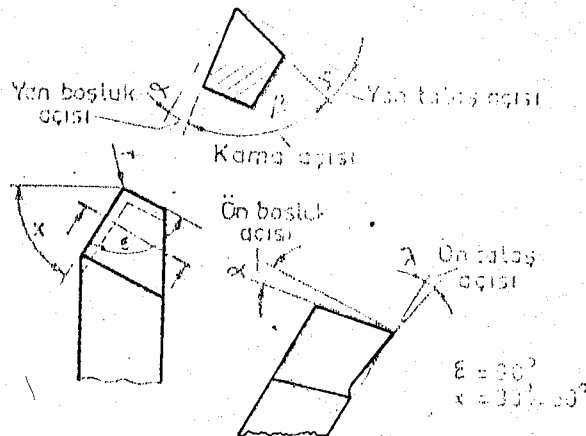 Yan boşluk
açısı
α
β
Yan talaş açısı
Kama açısı
Ön boşluk
açısı
α
λ
Ön talaş
açısı
ε
ε = 90°